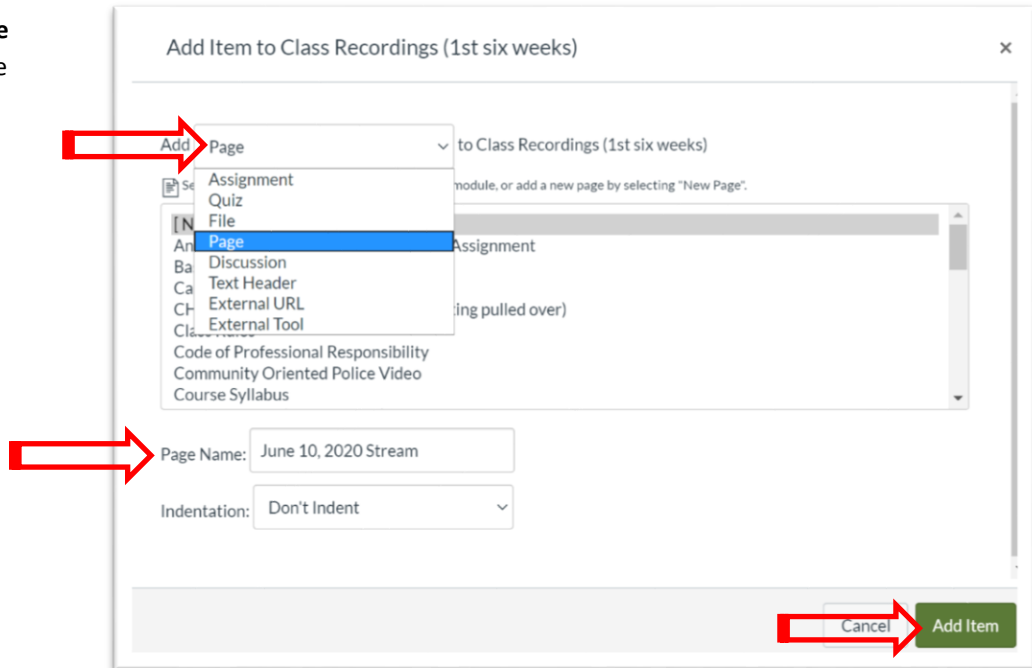 Add Item to Class Recordings (1st six weeks)
×
Add Page to Class Recordings (1st six weeks)
Assignment
module, or add a new page by selecting "New Page".
Quiz
File
Page
Assignment
Discussion
Text Header
External URL
ing pulled over)
External Tool
Code of Professional Responsibility
Community Oriented Police Video
Course Syllabus
Page Name: June 10, 2020 Stream
Indentation: Don't Indent
Cancel Add Item